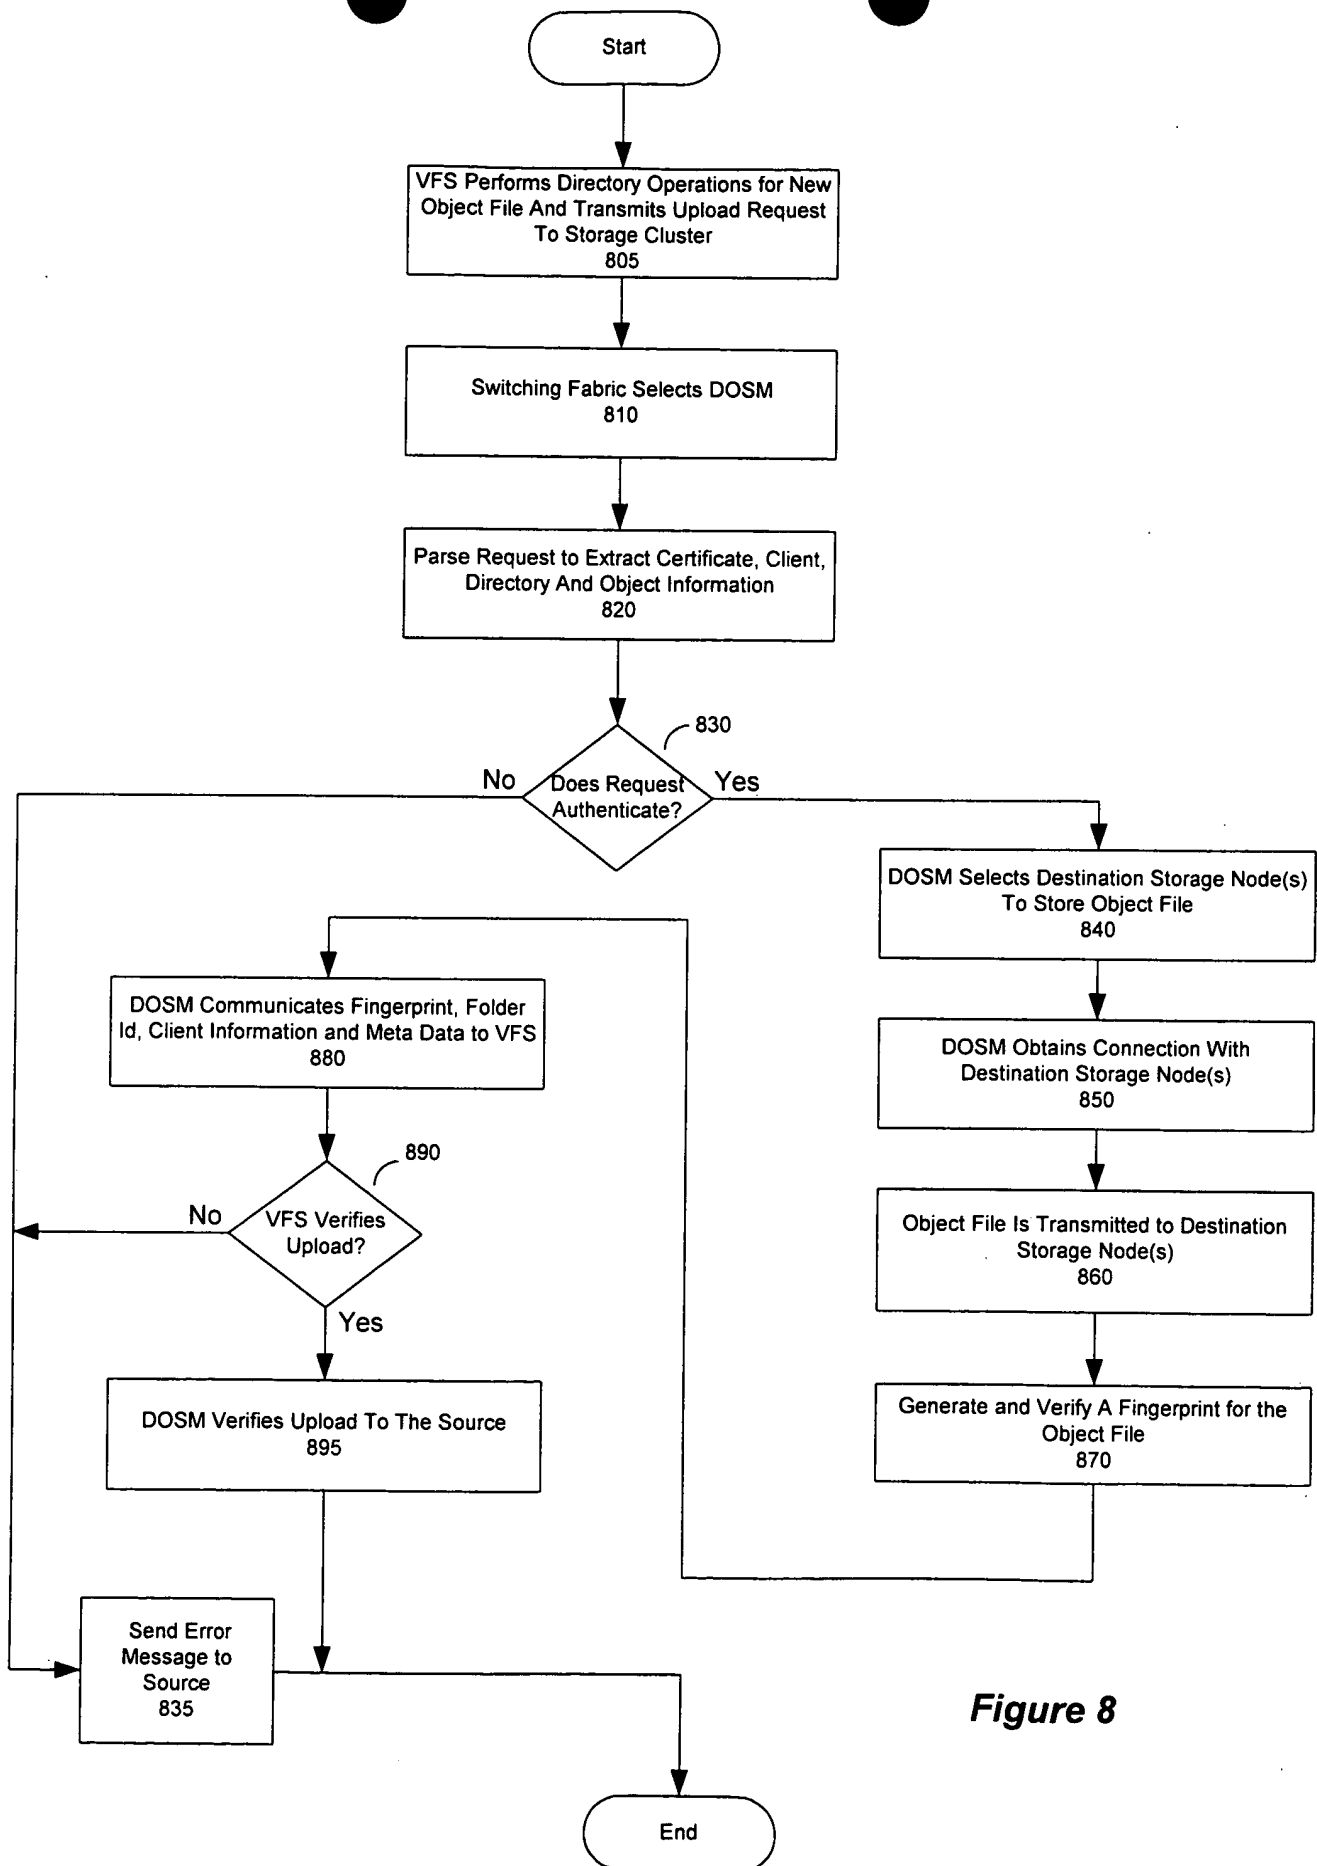 Start
VFS Performs Directory Operations for New
Object File And Transmits Upload Request
To Storage Cluster
805
Switching Fabric Selects DOSM
810
Parse Request to Extract Certificate, Client,
Directory And Object Information
820
830
No
Does Request
Authenticate?
Yes
DOSM Selects Destination Storage Node(s)
To Store Object File
840
DOSM Obtains Connection With
Destination Storage Node(s)
850
Object File Is Transmitted to Destination
Storage Node(s)
860
Generate and Verify A Fingerprint for the
Object File
870
DOSM Communicates Fingerprint, Folder
Id, Client Information and Meta Data to VFS
880
890
No
VFS Verifies
Upload?
Yes
DOSM Verifies Upload To The Source
895
Send Error
Message to
Source
835
End
Figure 8